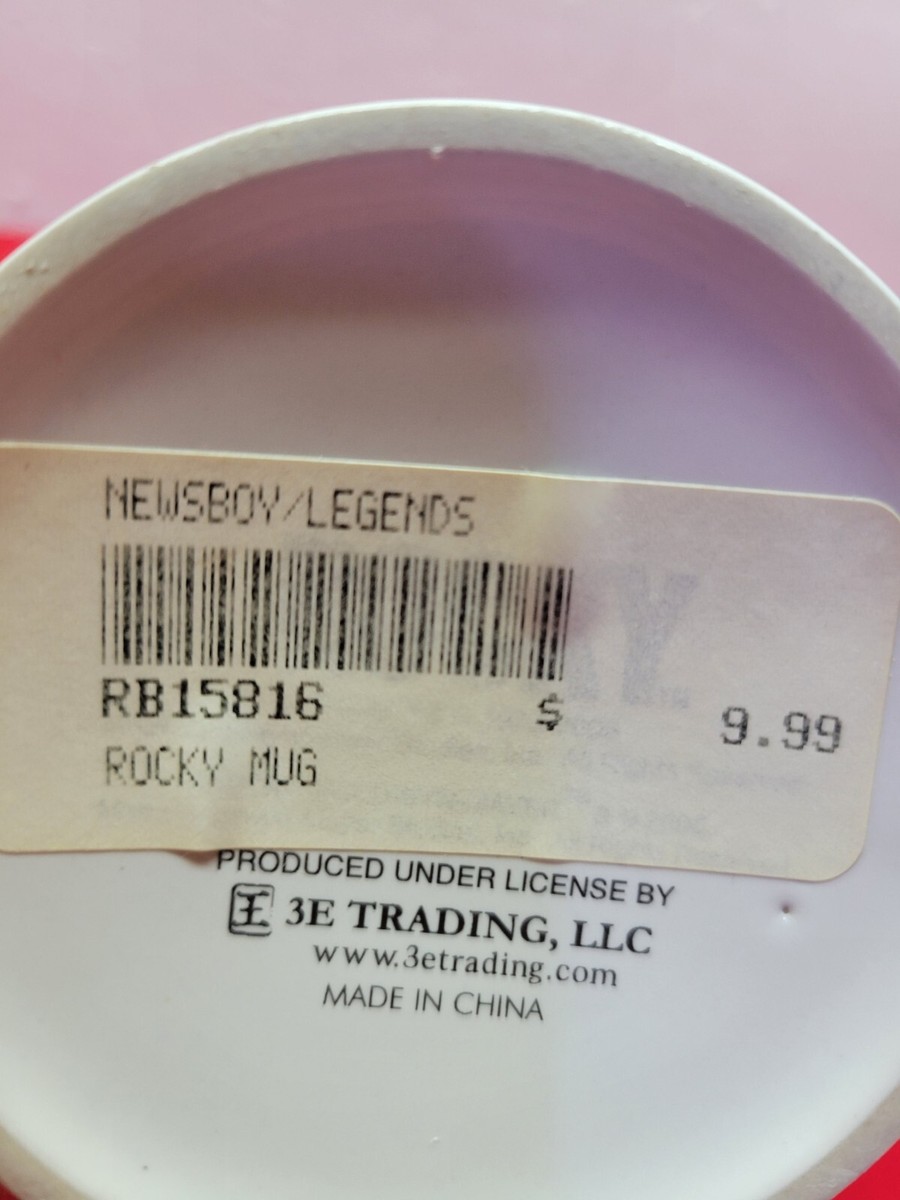 NEWSBOY/LEGENDS
RB15816 $ 9.99
ROCKY MUG
PRODUCED UNDER LICENSE BY
3E TRADING, LLC
www.3etrading.com
MADE IN CHINA